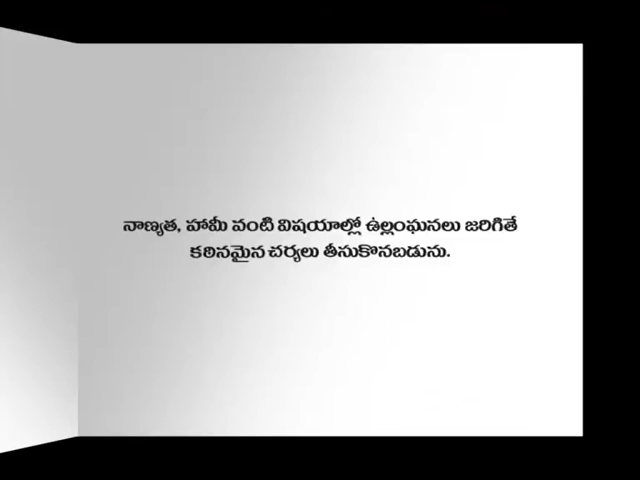 నాణ్యత, హామీ వంటి విషయాల్లో ఉల్లంఘనలు జరిగితే
కఠినమైన చర్యలు తీసుకొనబడును.